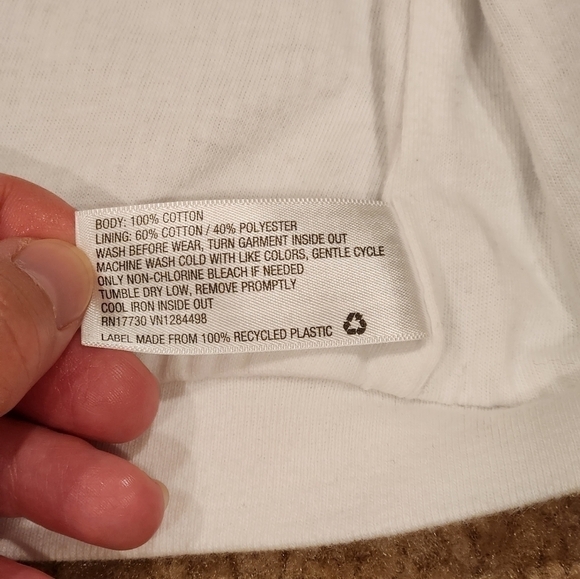 BODY: 100% COTTON
LINING: 60% COTTON / 40% POLYESTER
WASH BEFORE WEAR, TURN GARMENT INSIDE OUT
MACHINE WASH COLD WITH LIKE COLORS, GENTLE CYCLE
ONLY NON-CHLORINE BLEACH IF NEEDED
TUMBLE DRY LOW, REMOVE PROMPTLY
COOL IRON INSIDE OUT
RN17730 VN1284498
LABEL MADE FROM 100% RECYCLED PLASTIC